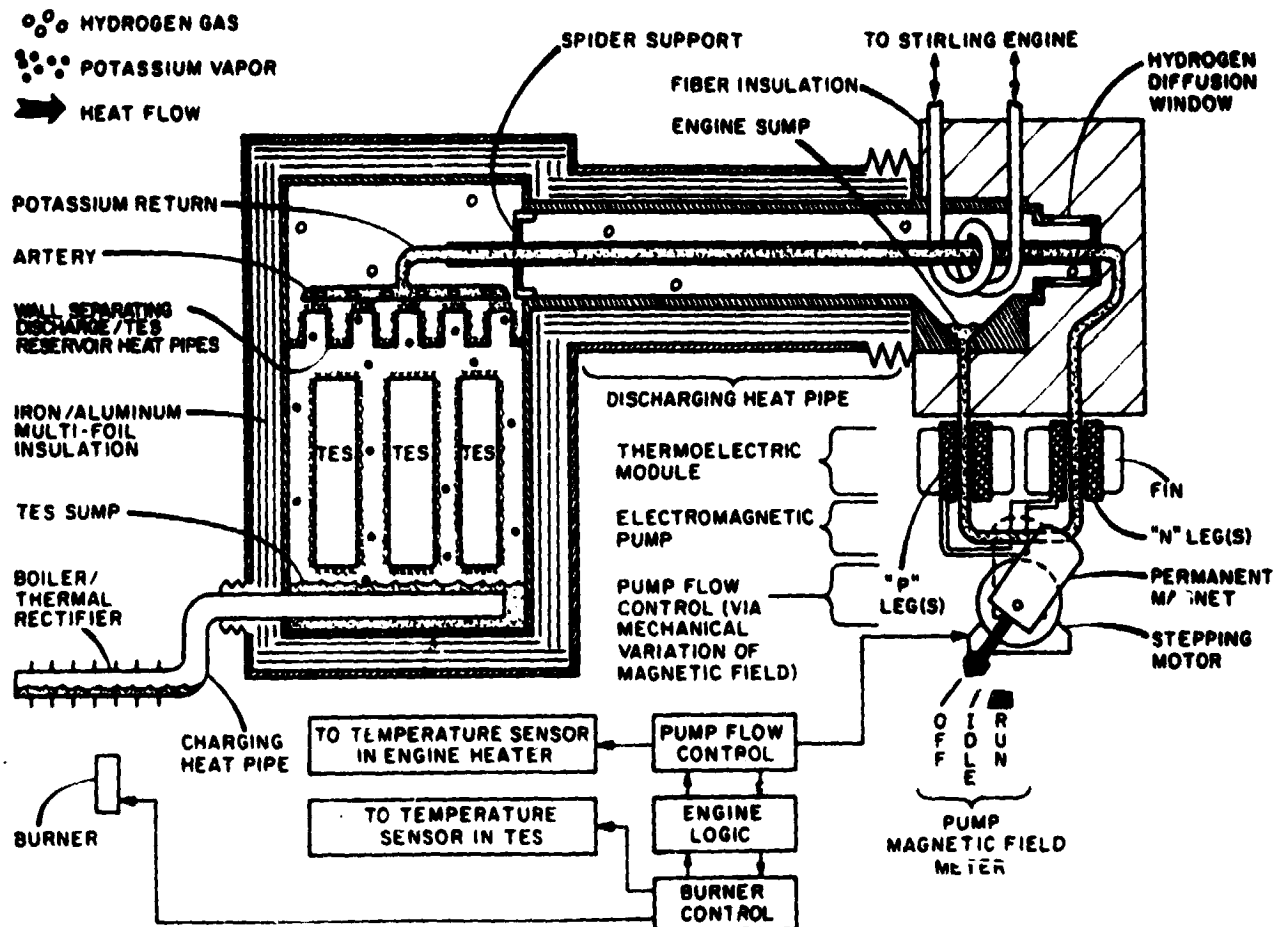 HYDROGEN GAS
POTASSIUM VAPOR
HEAT FLOW
SPIDER SUPPORT
TO STIRLING ENGINE
FIBER INSULATION
ENGINE SUMP
HYDROGEN
DIFFUSION
WINDOW
POTASSIUM RETURN
ARTERY
WALL SEPARATING
DISCHARGE/TES
RESERVOIR HEAT PIPES
IRON/ALUMINUM
MULTI-FOIL
INSULATION
TES SUMP
BOILER/
THERMAL
RECTIFIER
TES TES TES
DISCHARGING HEAT PIPE
THERMOELECTRIC
MODULE
ELECTROMAGNETIC
PUMP
PUMP FLOW
CONTROL (VIA
MECHANICAL
VARIATION OF
MAGNETIC FIELD)
FIN
"N" LEG(S)
"P"
LEG(S)
PERMANENT
STEPPING
MOTOR
OFF
IDLE
RUN
PUMP
MAGNETIC FIELD
METER
CHARGING
HEAT PIPE
BURNER
TO TEMPERATURE SENSOR
IN ENGINE HEATER
PUMP FLOW
CONTROL
TO TEMPERATURE
SENSOR IN TES
ENGINE
LOGIC
BURNER
CONTROL